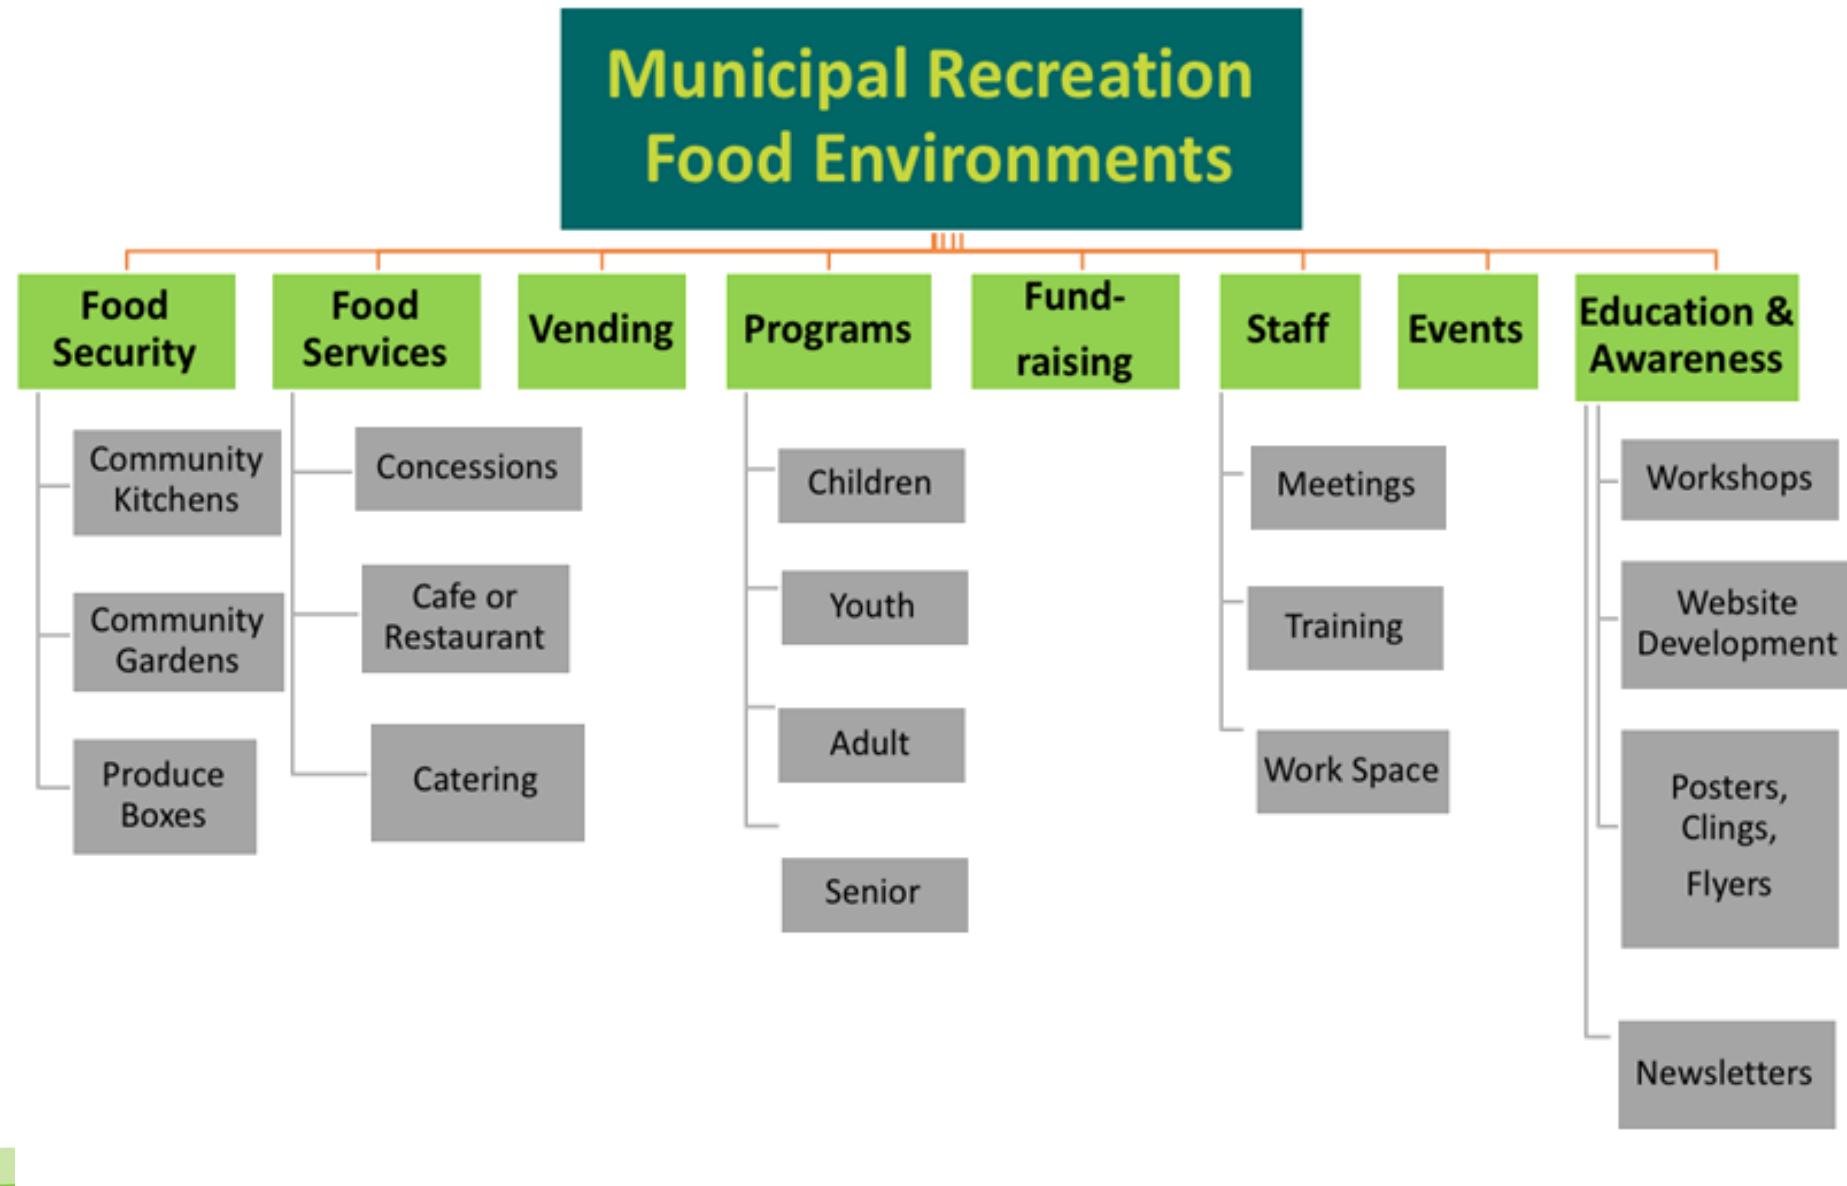 Municipal Recreation
Food Environments
Food
Security
Food
Services
Vending
Programs
Fund-
raising
Staff
Events
Education &
Awareness
Community
Kitchens
Community
Gardens
Produce
Boxes
Concessions
Cafe or
Restaurant
Catering
Children
Youth
Adult
Senior
Meetings
Training
Work Space
Workshops
Website
Development
Posters,
Clings,
Flyers
Newsletters